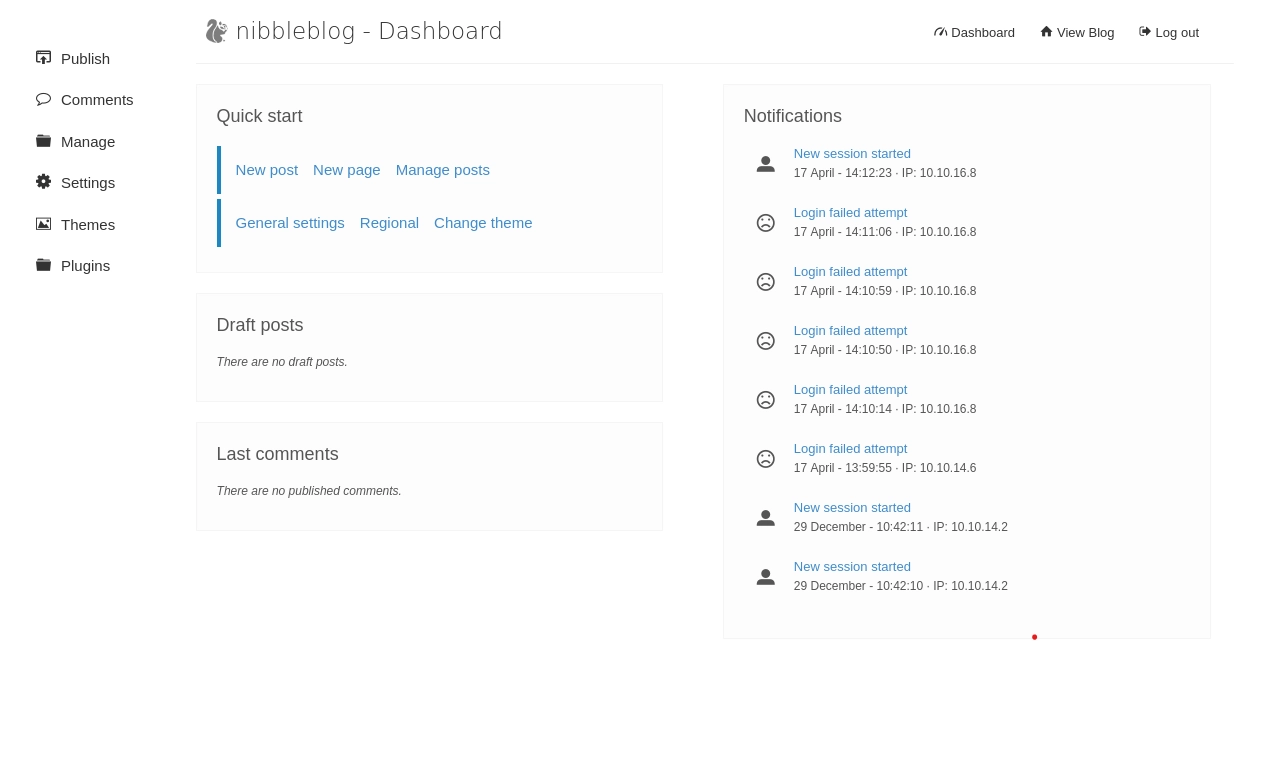 nibbleblog - Dashboard
Dashboard View Blog Log out
Publish
Comments
Manage
Settings
Themes
Plugins
Quick start
New post New page Manage posts
General settings Regional Change theme
Draft posts
There are no draft posts.
Last comments
There are no published comments.
Notifications
New session started
17 April - 14:12:23 · IP: 10.10.16.8
Login failed attempt
17 April - 14:11:06 · IP: 10.10.16.8
Login failed attempt
17 April - 14:10:59 · IP: 10.10.16.8
Login failed attempt
17 April - 14:10:50 · IP: 10.10.16.8
Login failed attempt
17 April - 14:10:14 · IP: 10.10.16.8
Login failed attempt
17 April - 13:59:55 · IP: 10.10.14.6
New session started
29 December - 10:42:11 · IP: 10.10.14.2
New session started
29 December - 10:42:10 · IP: 10.10.14.2